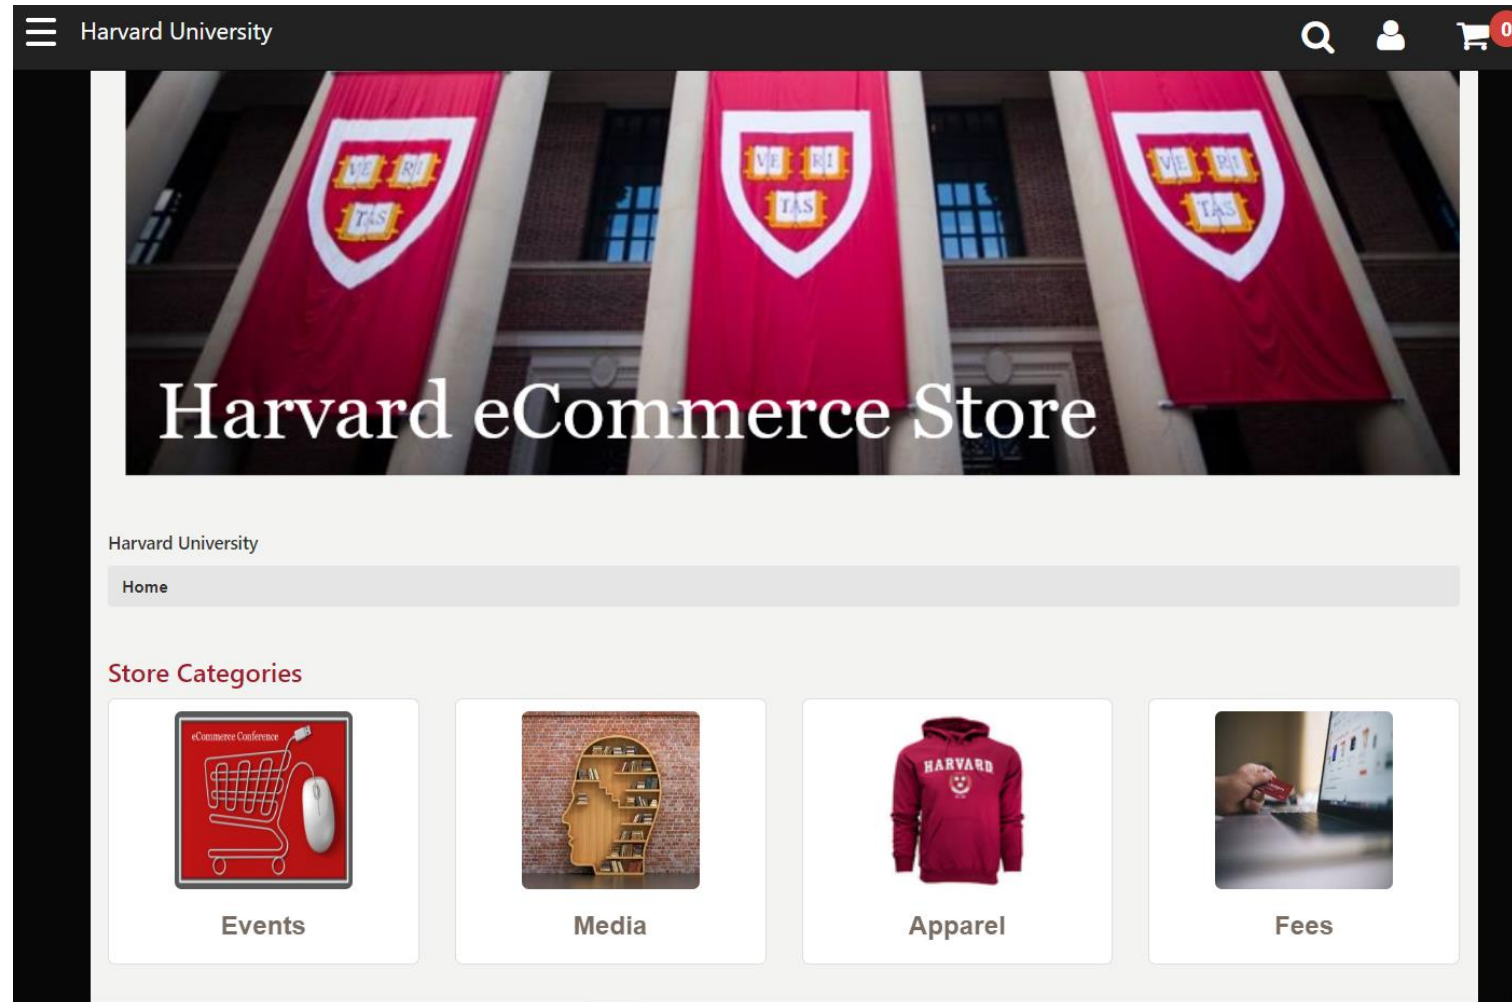 Harvard University
0
VE RI
TAS
VE RI
TAS
VE RI
TAS
Harvard eCommerce Store
Harvard University
Home
Store Categories
eCommerce Conference
HARVARD
Events
Media
Apparel
Fees